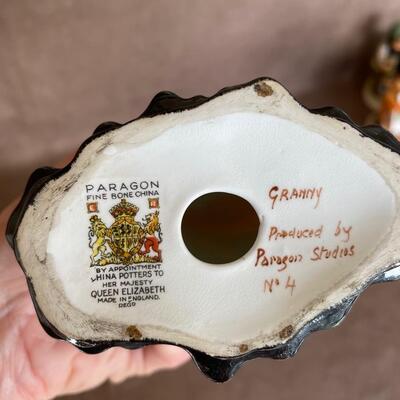 PARAGON
FINE BONE CHINA
BY APPOINTMENT
CHINA POTTERS TO
HER MAJESTY
QUEEN ELIZABETH
MADE IN ENGLAND.
REGD
GRANNY
Produced by
Paragon Studios
No 4